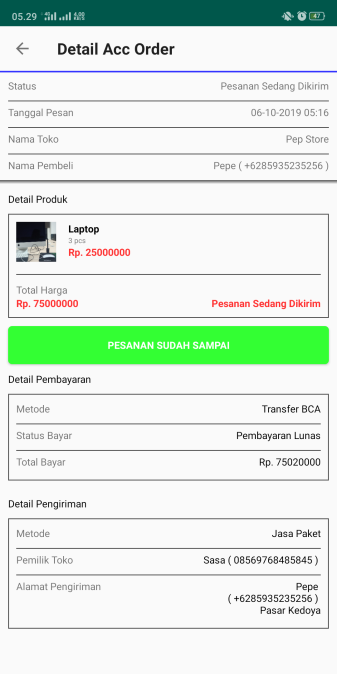 05.29
47
Detail Acc Order
Status Pesanan Sedang Dikirim
Tanggal Pesan 06-10-2019 05:16
Nama Toko Pep Store
Nama Pembeli Pepe ( +6285935235256 )
Detail Produk
Laptop
3 pcs
Rp. 25000000
Total Harga
Rp. 75000000 Pesanan Sedang Dikirim
PESANAN SUDAH SAMPAI
Detail Pembayaran
Metode Transfer BCA
Status Bayar Pembayaran Lunas
Total Bayar Rp. 75020000
Detail Pengiriman
Metode Jasa Paket
Pemilik Toko Sasa ( 08569768485845 )
Alamat Pengiriman Pepe
( +6285935235256 )
Pasar Kedoya